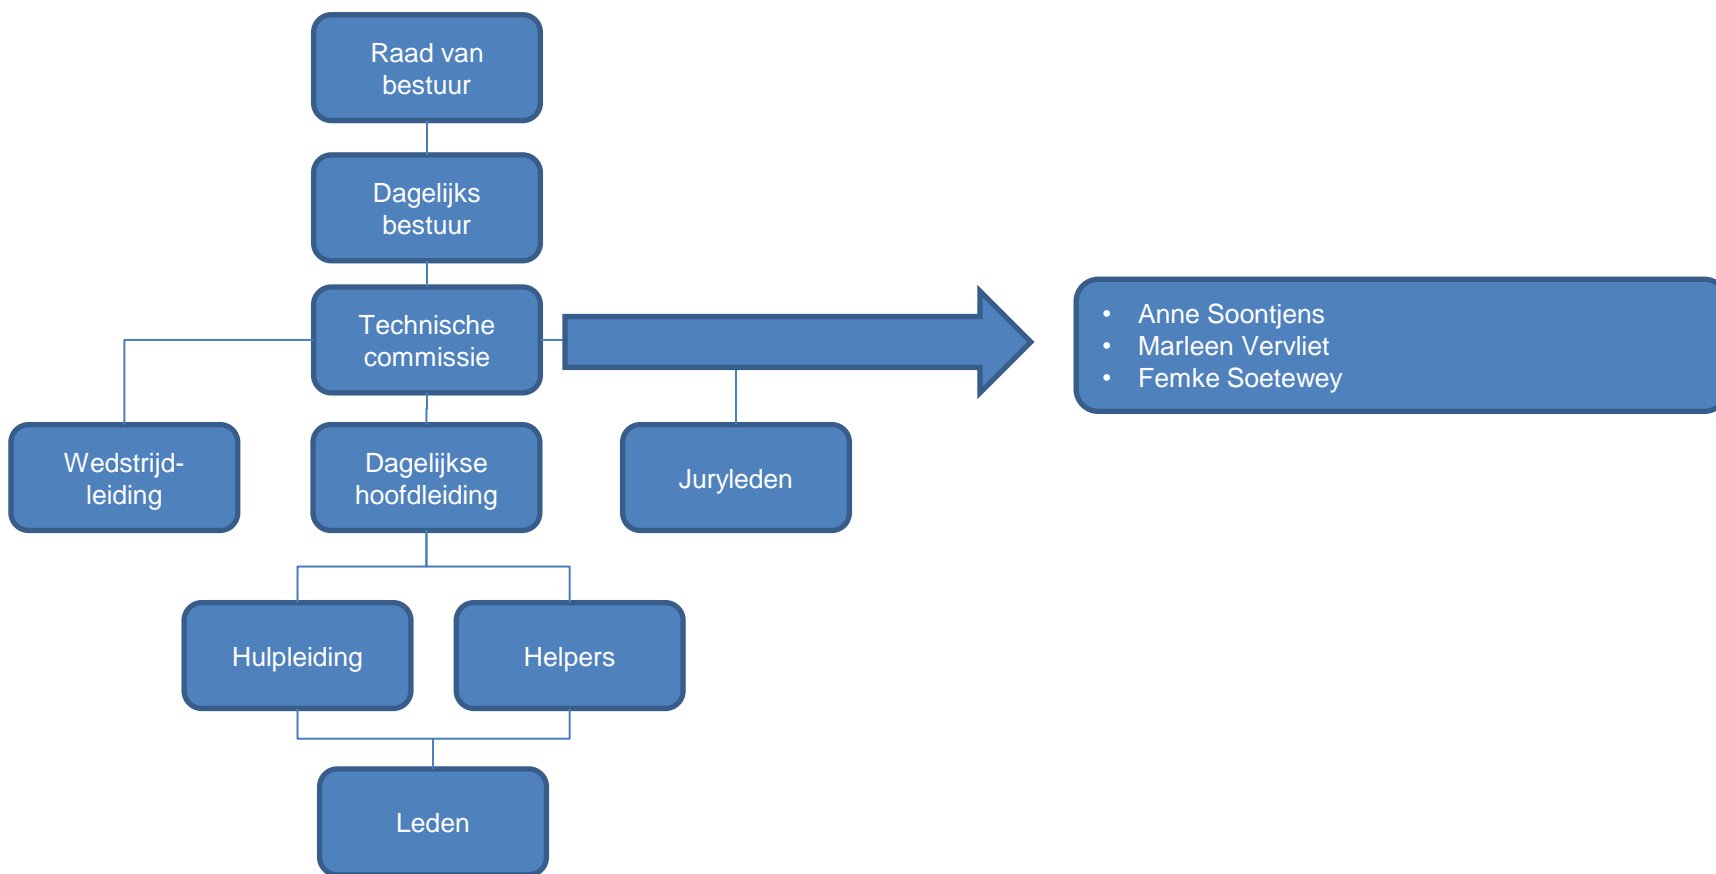 Raad van
bestuur
Dagelijks
bestuur
Technische
commissie
• Anne Soontjens
• Marleen Vervliet
• Femke Soetewey
Wedstrijd-
leiding
Dagelijkse
hoofdleiding
Juryleden
Hulpleiding
Helpers
Leden